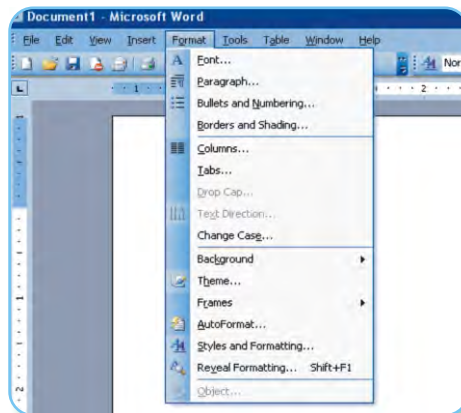 Document1 - Microsoft Word
File Edit View Insert Format Tools Table Window Help
A Font...
Paragraph...
Bullets and Numbering...
Borders and Shading...
Columns...
Tabs...
Drop Cap...
Text Direction...
Change Case...
Background
Theme...
Frames
AutoFormat...
Styles and Formatting...
Reveal Formatting... Shift+F1
Object...